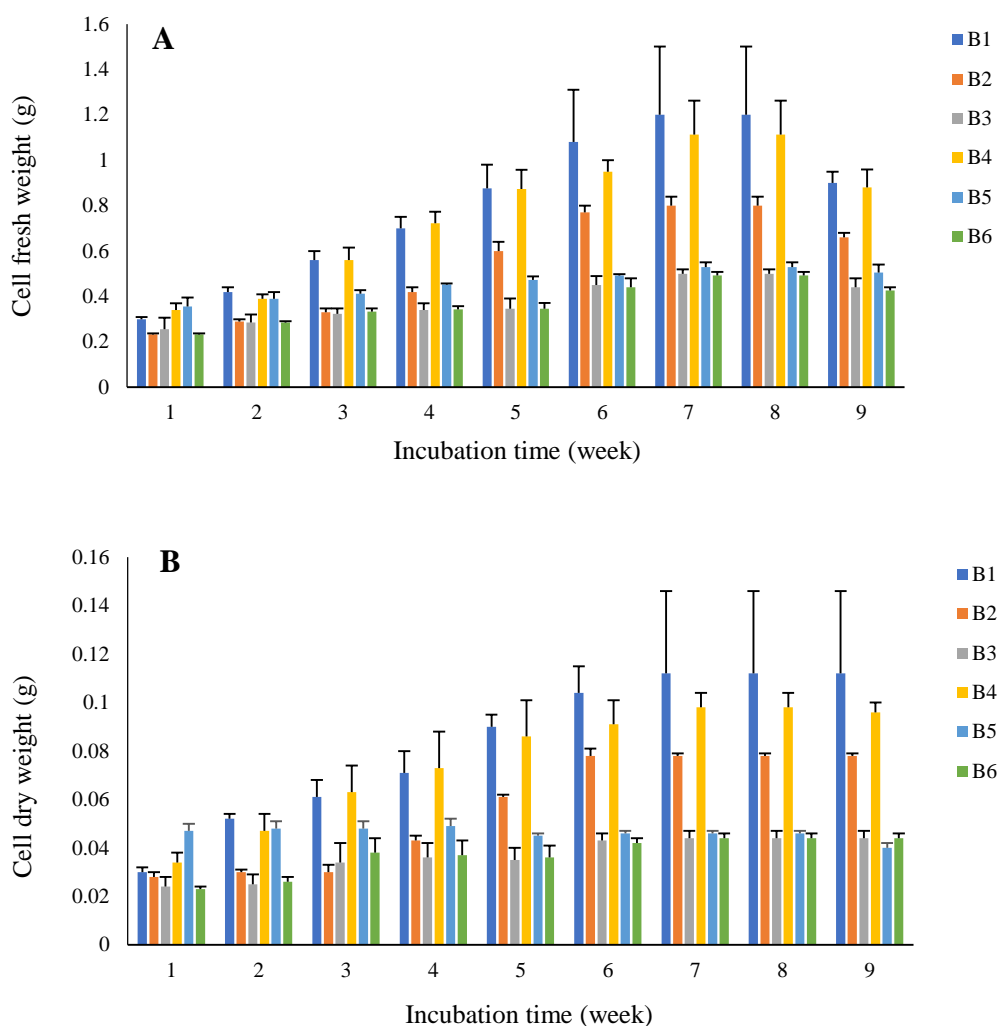 A
Cell fresh weight (g)
1.6
1.4
1.2
1
0.8
0.6
0.4
0.2
0
1 2 3 4 5 6 7 8 9
Incubation time (week)
B1
B2
B3
B4
B5
B6
B
Cell dry weight (g)
0.16
0.14
0.12
0.1
0.08
0.06
0.04
0.02
0
1 2 3 4 5 6 7 8 9
Incubation time (week)
B1
B2
B3
B4
B5
B6